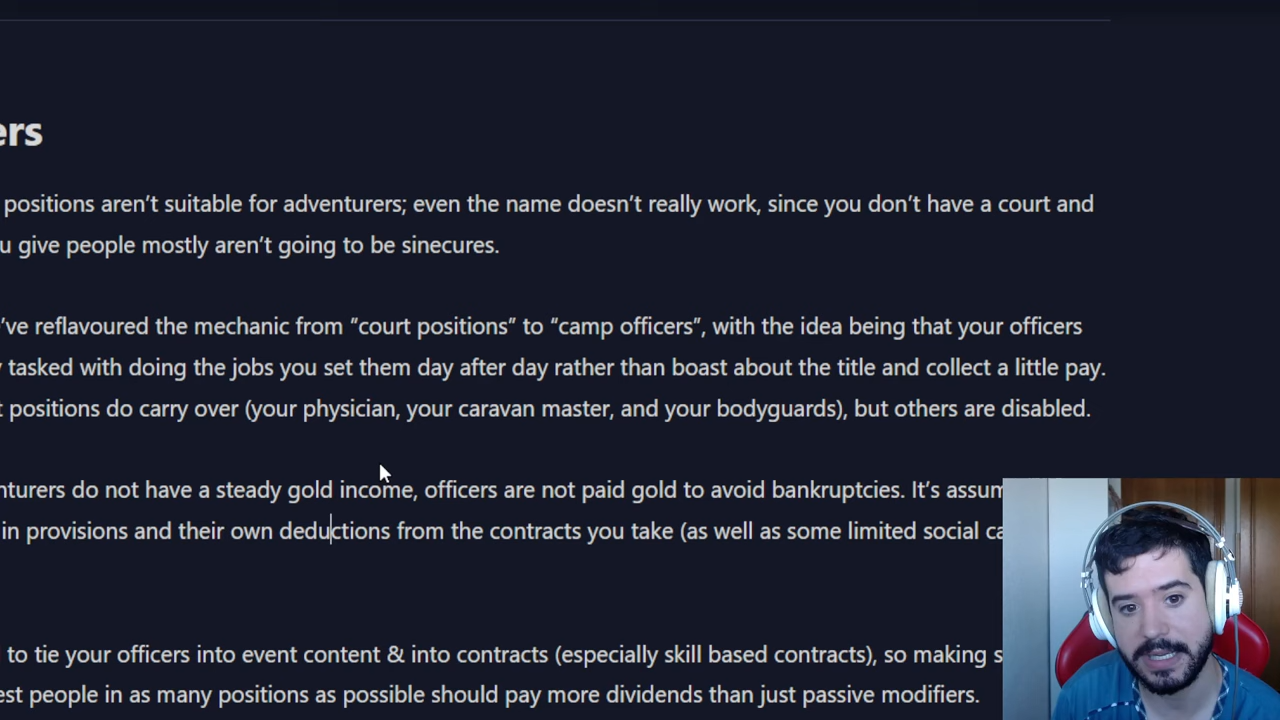 ers
positions aren’t suitable for adventurers; even the name doesn’t really work, since you don’t have a court and
u give people mostly aren’t going to be sinecures.
’ve reflavoured the mechanic from “court positions” to “camp officers”, with the idea being that your officers
y tasked with doing the jobs you set them day after day rather than boast about the title and collect a little pay.
t positions do carry over (your physician, your caravan master, and your bodyguards), but others are disabled.
nturers do not have a steady gold income, officers are not paid gold to avoid bankruptcies. It’s assum
in provisions and their own deductions from the contracts you take (as well as some limited social ca
to tie your officers into event content & into contracts (especially skill based contracts), so making s
est people in as many positions as possible should pay more dividends than just passive modifiers.